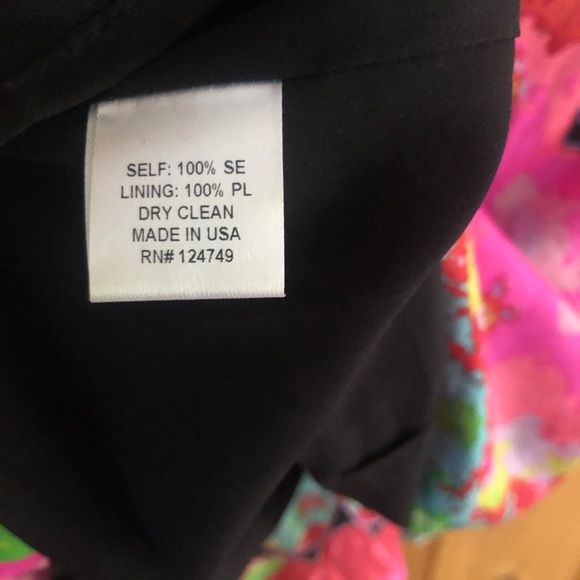 SELF: 100% SE
LINING: 100% PL
DRY CLEAN
MADE IN USA
RN# 124749